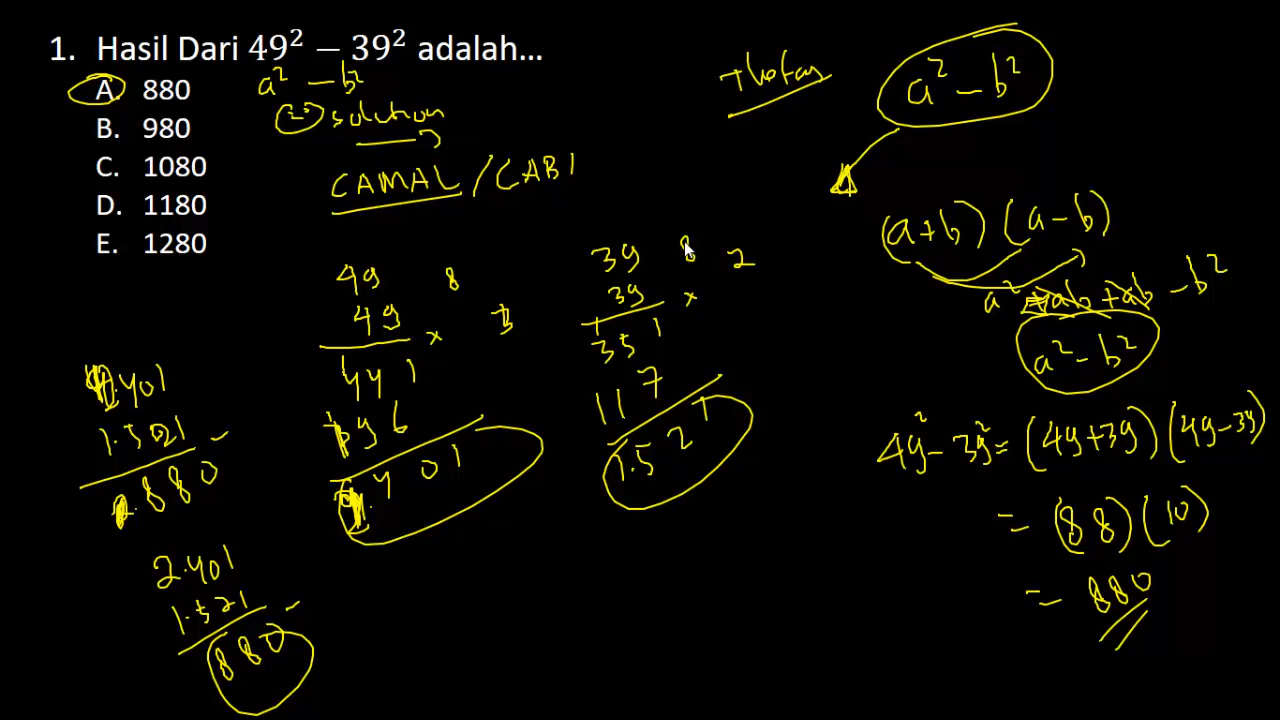 1. Hasil Dari 49² − 39² adalah...
A. 880
B. 980
C. 1080
D. 1180
E. 1280
a² − b²
solution
CAMAL / CABI
49 8
49 ×
441
196
.401
39 8 2
39 ×
351
117
1.521
.401
1.521 −
.880
2.401
1.521 −
880
a² − b²
(a+b) (a−b)
a² −ab +ab − b²
a² − b²
49² − 39² = (49+39) (49−39)
= (88) (10)
= 880